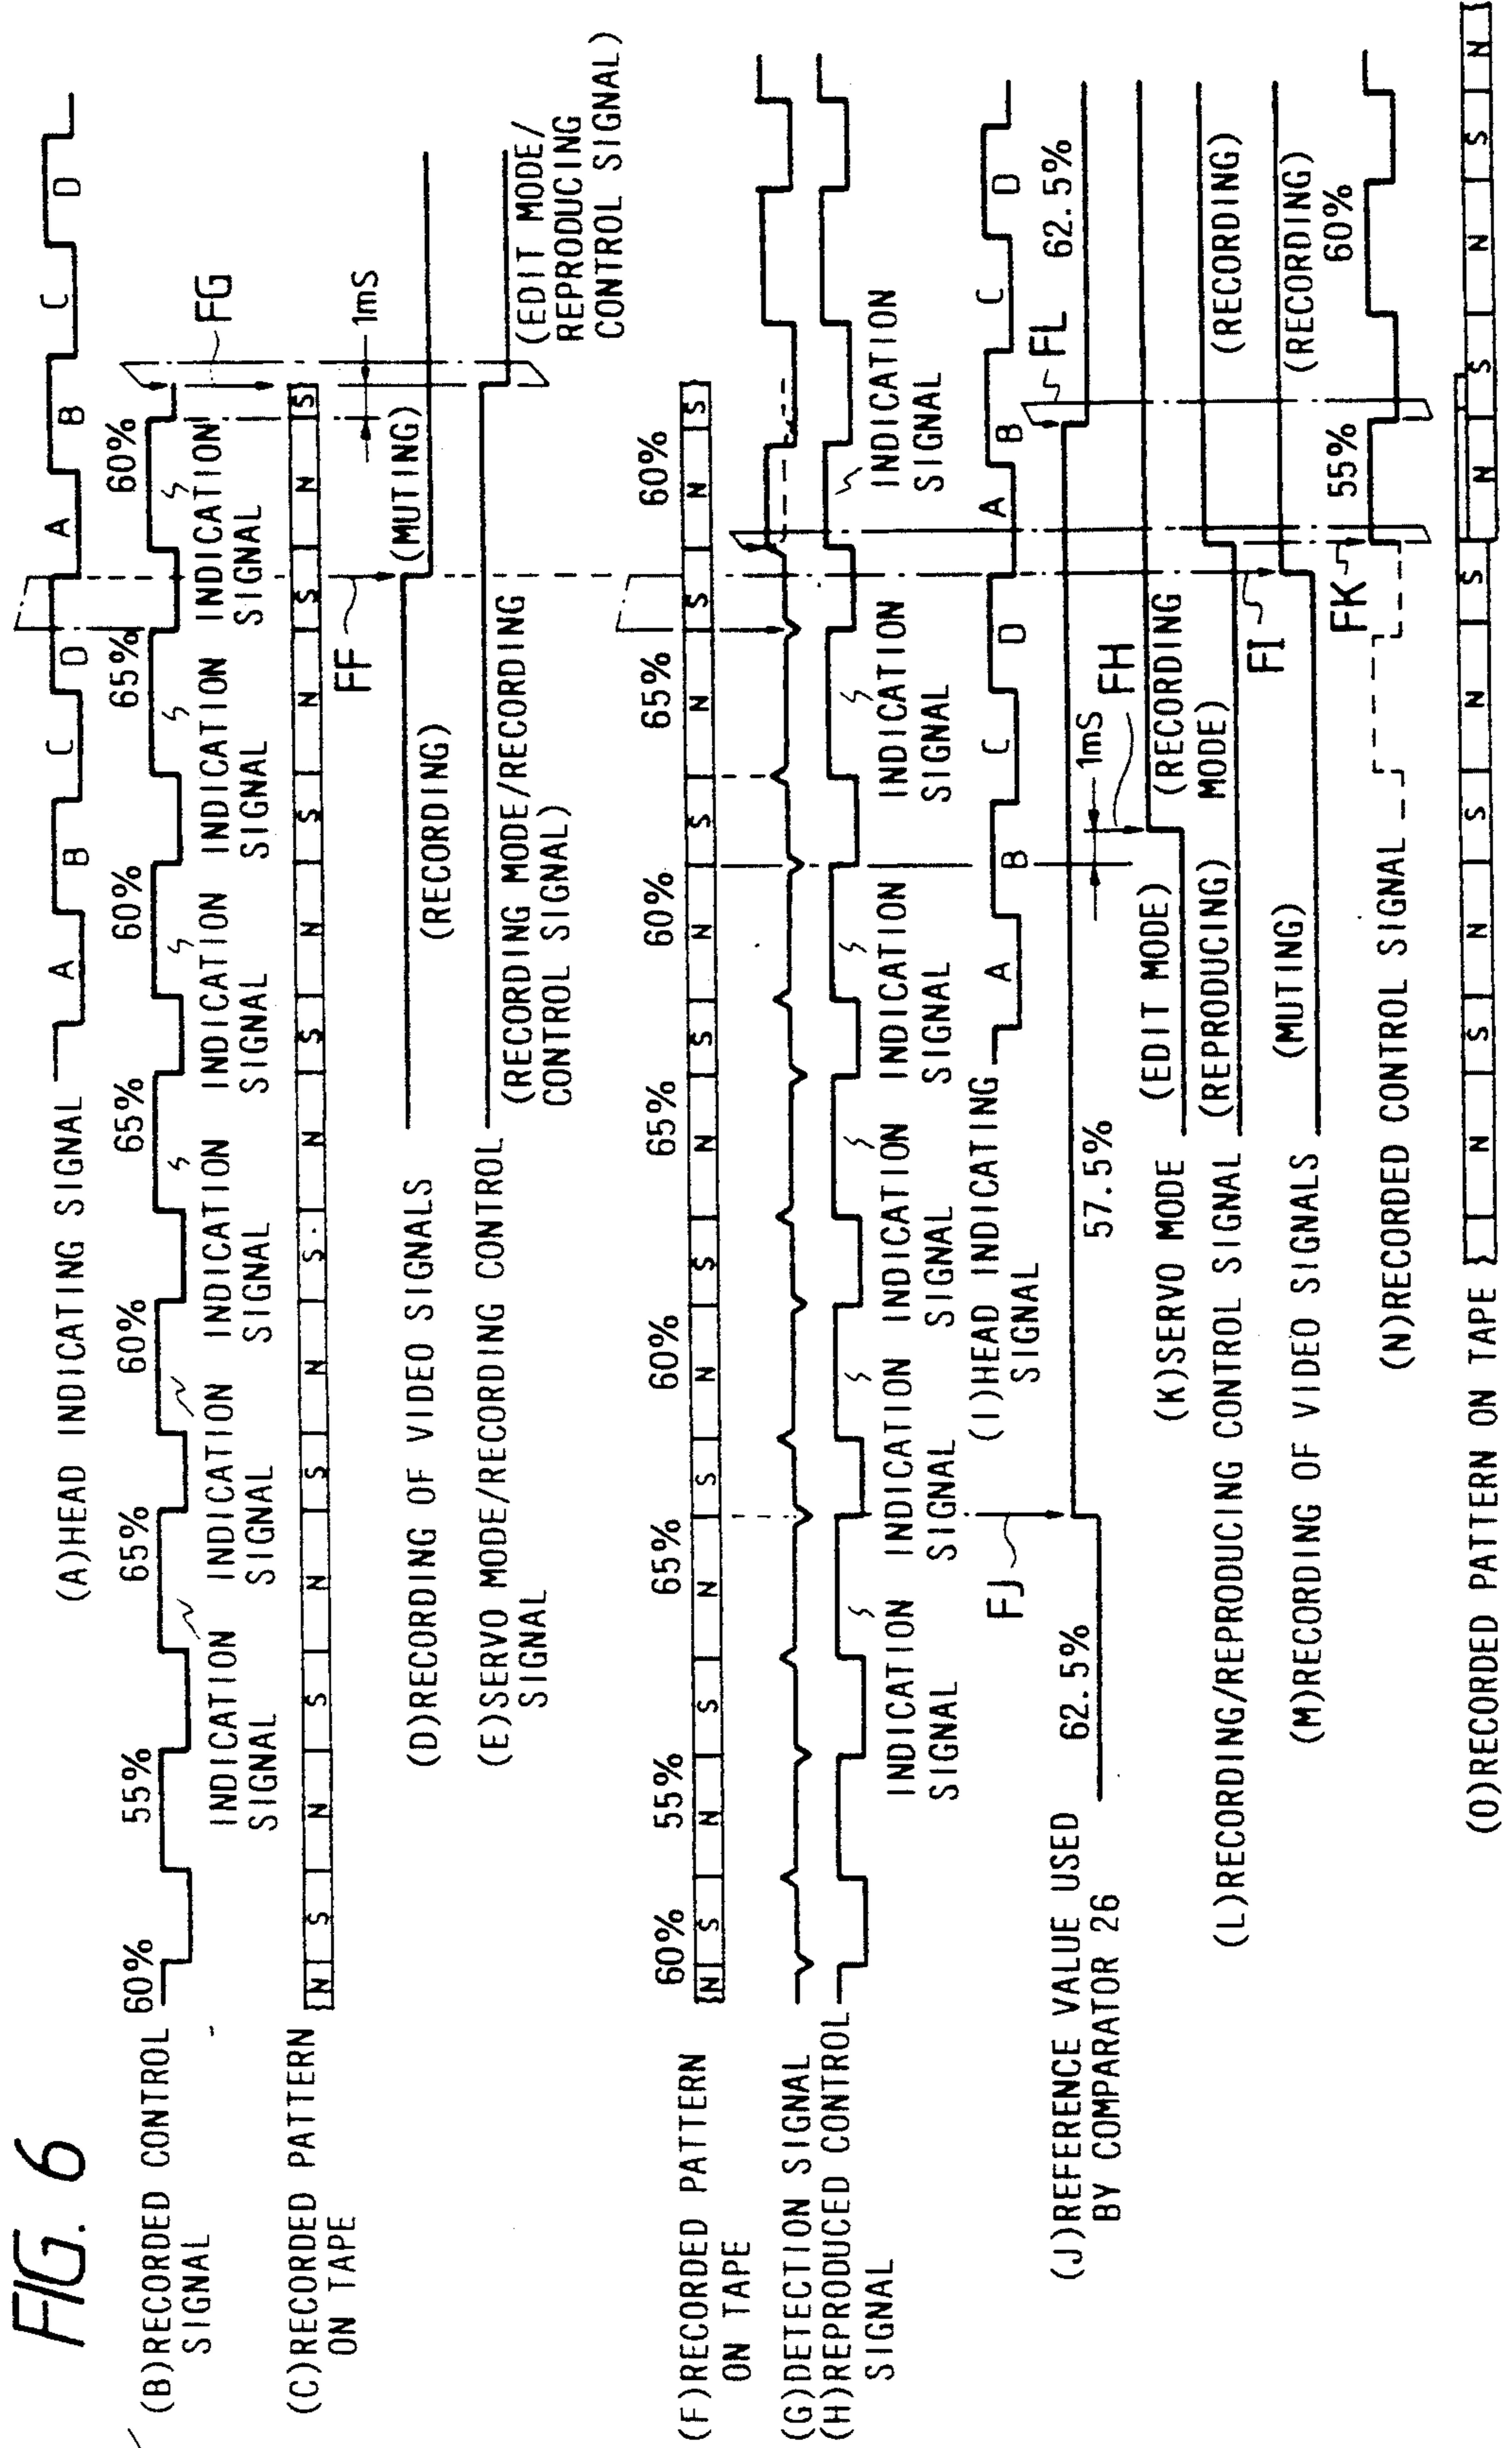 FIG. 6
(A)HEAD INDICATING SIGNAL
A B C D A B C D
(B)RECORDED CONTROL
SIGNAL
60% 55% 65% 60% 65% 60% 65% 60%
INDICATION
SIGNAL
INDICATION
SIGNAL
INDICATION
SIGNAL
INDICATION
SIGNAL
INDICATION
SIGNAL
INDICATION
SIGNAL
FG
(C)RECORDED PATTERN
ON TAPE
N S N S N S N S N S N S N S N S
FF
1mS
(D)RECORDING OF VIDEO SIGNALS
(RECORDING)
(MUTING)
(E)SERVO MODE/RECORDING CONTROL
SIGNAL
(RECORDING MODE/RECORDING
CONTROL SIGNAL)
(EDIT MODE/
REPRODUCING
CONTROL SIGNAL)
(F)RECORDED PATTERN
ON TAPE
60% 55% 65% 60% 65% 60% 65% 60%
N S N S N S N S N S N S N S N S
(G)DETECTION SIGNAL
(H)REPRODUCED CONTROL
SIGNAL
INDICATION
SIGNAL
INDICATION
SIGNAL
INDICATION
SIGNAL
INDICATION
SIGNAL
INDICATION
SIGNAL
INDICATION
SIGNAL
(I)HEAD INDICATING
SIGNAL
A B C D A B C D
FJ
FL
(J)REFERENCE VALUE USED
BY COMPARATOR 26
62.5%
57.5%
62.5%
1mS
FH
(K)SERVO MODE
(EDIT MODE)
(RECORDING
MODE)
(L)RECORDING/REPRODUCING CONTROL SIGNAL
(REPRODUCING)
(RECORDING)
FI
(M)RECORDING OF VIDEO SIGNALS
(MUTING)
(RECORDING)
FK
55%
60%
(N)RECORDED CONTROL SIGNAL
(O)RECORDED PATTERN ON TAPE
N S N S N S N S N S N